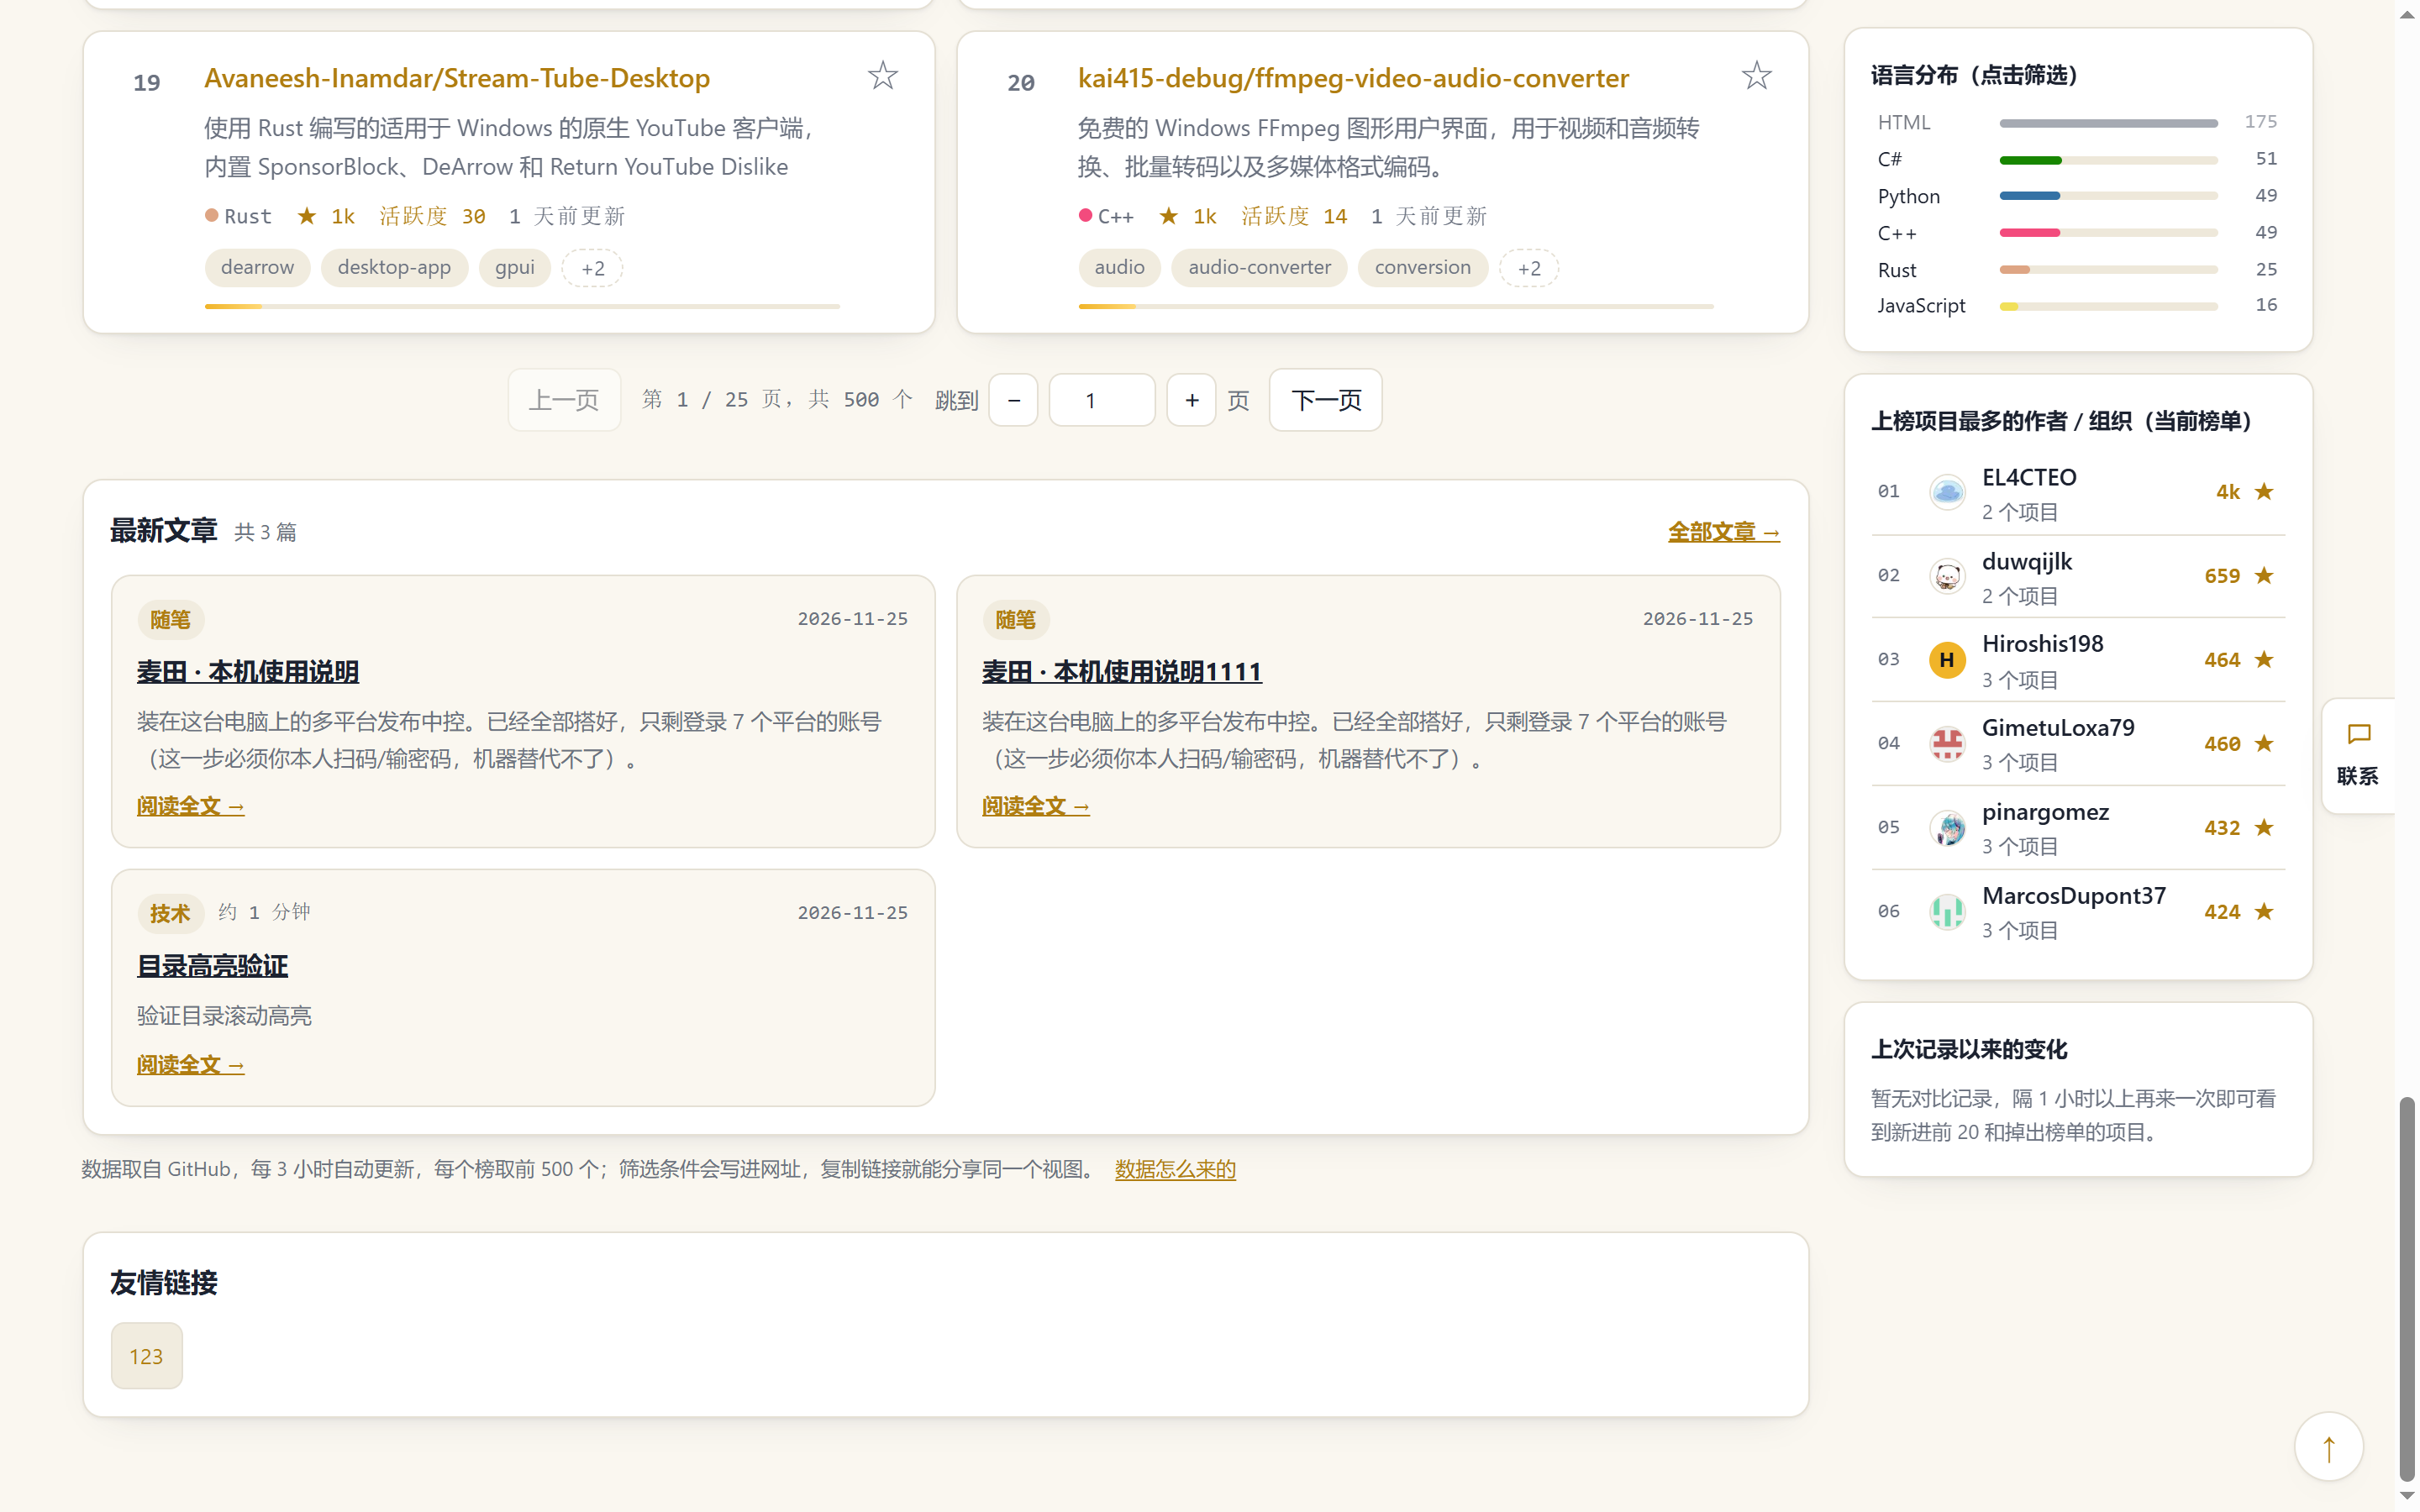 19
Avaneesh-Inamdar/Stream-Tube-Desktop
使用 Rust 编写的适用于 Windows 的原生 YouTube 客户端，
内置 SponsorBlock、DeArrow 和 Return YouTube Dislike
Rust ★ 1k 活跃度 30 1 天前更新
dearrow desktop-app gpui +2
20
kai415-debug/ffmpeg-video-audio-converter
免费的 Windows FFmpeg 图形用户界面，用于视频和音频转
换、批量转码以及多媒体格式编码。
C++ ★ 1k 活跃度 14 1 天前更新
audio audio-converter conversion +2
上一页 第 1 / 25 页，共 500 个 跳到 − 1 + 页 下一页
最新文章 共 3 篇
全部文章 →
随笔 2026-11-25
麦田 · 本机使用说明
装在这台电脑上的多平台发布中控。已经全部搭好，只剩登录 7 个平台的账号
（这一步必须你本人扫码/输密码，机器替代不了）。
阅读全文 →
随笔 2026-11-25
麦田 · 本机使用说明1111
装在这台电脑上的多平台发布中控。已经全部搭好，只剩登录 7 个平台的账号
（这一步必须你本人扫码/输密码，机器替代不了）。
阅读全文 →
技术 约 1 分钟 2026-11-25
目录高亮验证
验证目录滚动高亮
阅读全文 →
数据取自 GitHub，每 3 小时自动更新，每个榜取前 500 个；筛选条件会写进网址，复制链接就能分享同一个视图。 数据怎么来的
友情链接
123
语言分布（点击筛选）
HTML 175
C# 51
Python 49
C++ 49
Rust 25
JavaScript 16
上榜项目最多的作者 / 组织（当前榜单）
01 EL4CTEO 4k ★
2 个项目
02 duwqijlk 659 ★
2 个项目
03 H Hiroshis198 464 ★
3 个项目
04 GimetuLoxa79 460 ★
3 个项目
05 pinargomez 432 ★
3 个项目
06 MarcosDupont37 424 ★
3 个项目
上次记录以来的变化
暂无对比记录，隔 1 小时以上再来一次即可看
到新进前 20 和掉出榜单的项目。
联系
↑